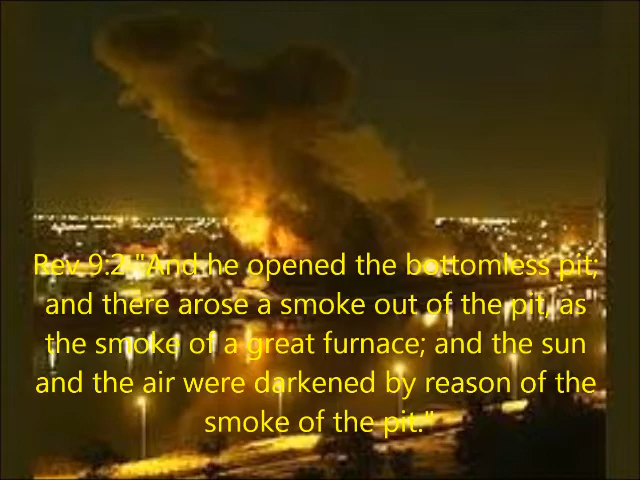 Rev 9:2 "And he opened the bottomless pit;
and there arose a smoke out of the pit, as
the smoke of a great furnace; and the sun
and the air were darkened by reason of the
smoke of the pit."